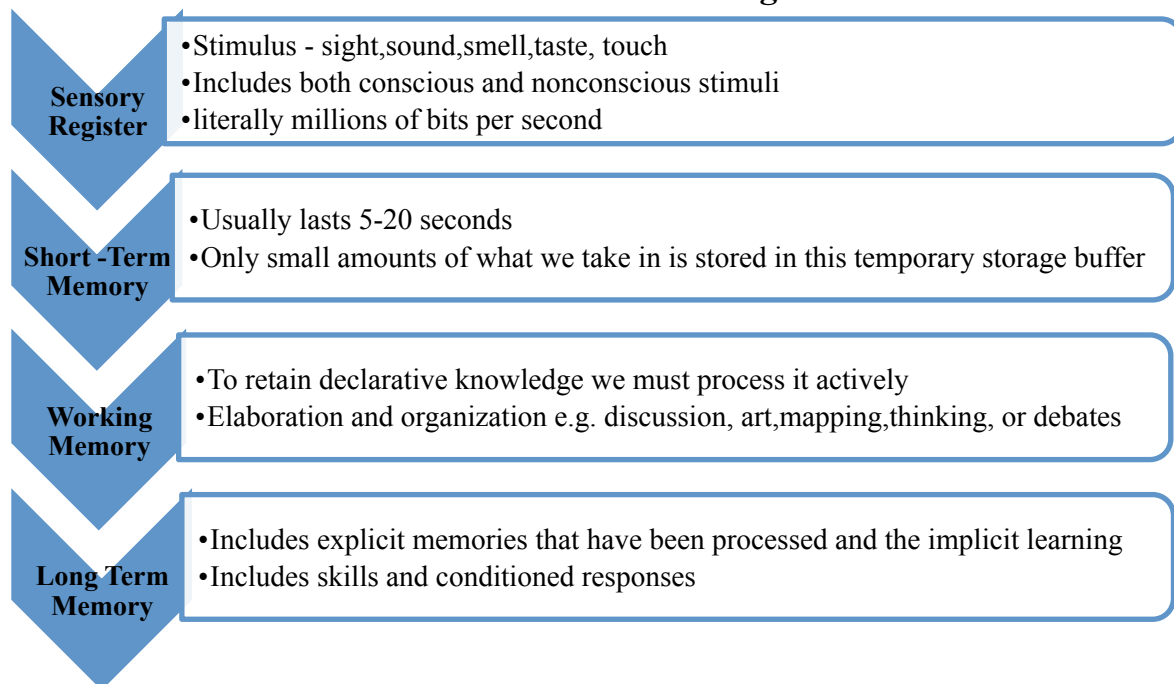 •Stimulus - sight,sound,smell,taste, touch
•Includes both conscious and nonconscious stimuli
•literally millions of bits per second
Sensory
Register
•Usually lasts 5-20 seconds
•Only small amounts of what we take in is stored in this temporary storage buffer
Short -Term
Memory
•To retain declarative knowledge we must process it actively
•Elaboration and organization e.g. discussion, art,mapping,thinking, or debates
Working
Memory
•Includes explicit memories that have been processed and the implicit learning
•Includes skills and conditioned responses
Long Term
Memory